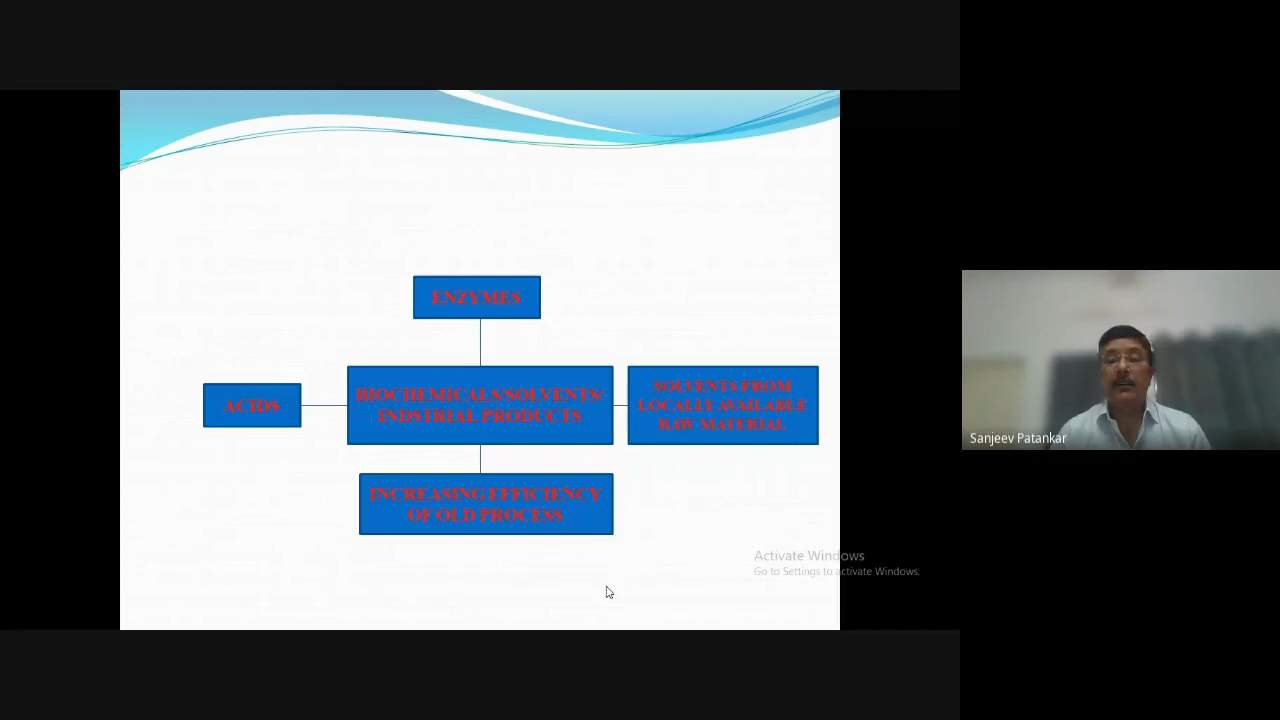 ENZYMES
ACIDS
BIOCHEMICALS/SOLVENTS/
INDSTRIAL PRODUCTS
SOLVENTS FROM
LOCALLY AVAILABLE
RAW MATERIAL
INCREASING EFFICIENCY
OF OLD PROCESS
Sanjeev Patankar
Activate Windows
Go to Settings to activate Windows.